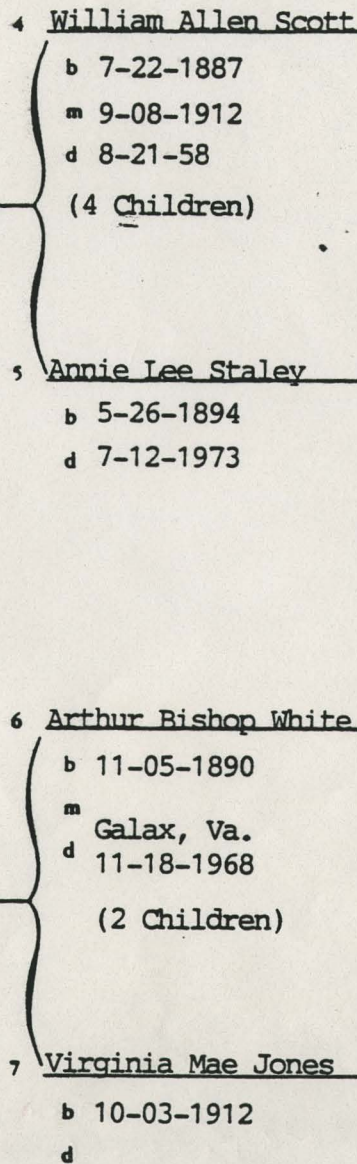 4 William Allen Scott
b 7-22-1887
m 9-08-1912
d 8-21-58
(4 Children)
5 Annie Lee Staley
b 5-26-1894
d 7-12-1973
6 Arthur Bishop White
b 11-05-1890
m
Galax, Va.
d 11-18-1968
(2 Children)
7 Virginia Mae Jones
b 10-03-1912
d